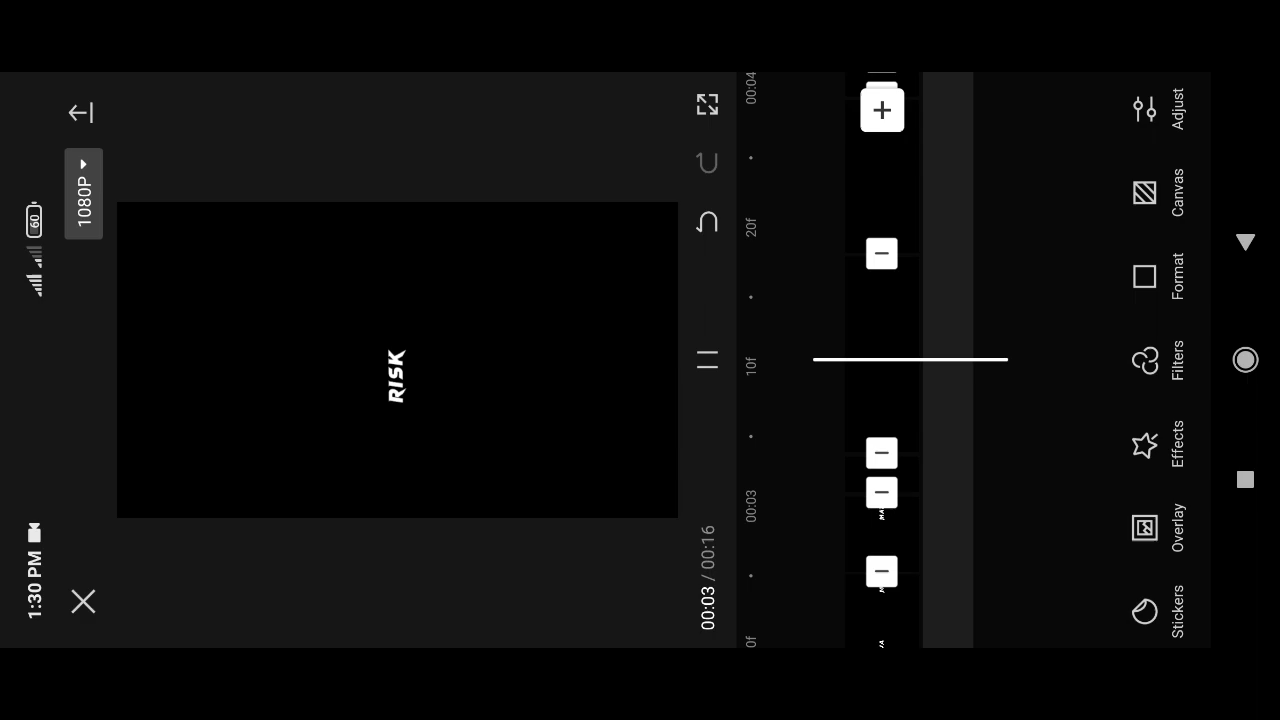 1:30 PM
60
1080P
RISK
00:03 / 00:16
0f
00:03
10f
20f
00:04
Stickers
Overlay
Effects
Filters
Format
Canvas
Adjust